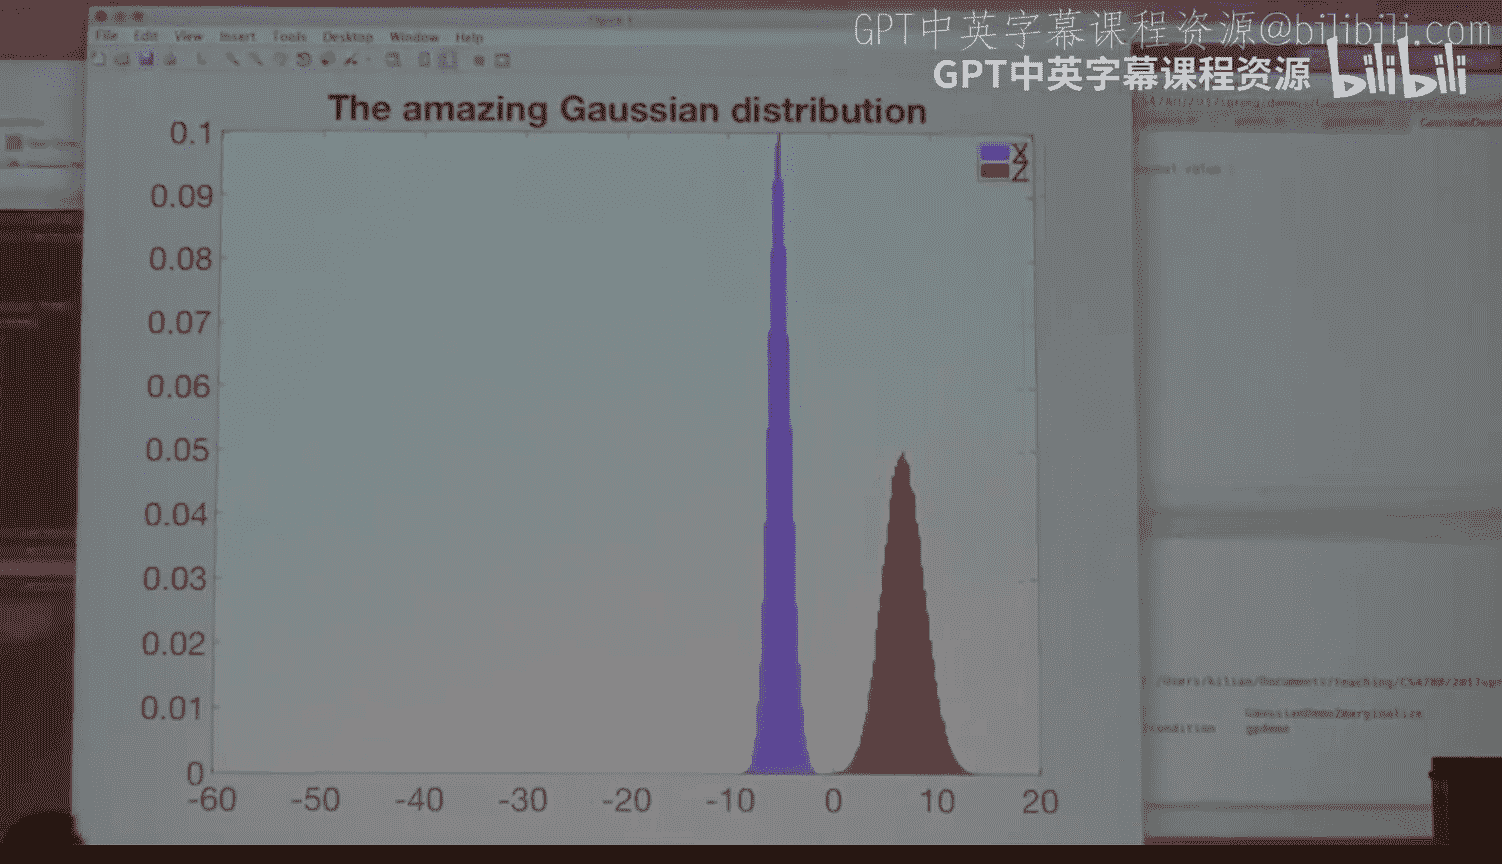 GPT中英字幕课程资源@bilibili.com
GPT中英字幕课程资源 bilibili
File Edit View Insert Tools Desktop Window Help
The amazing Gaussian distribution
X
Z
0.1
0.09
0.08
0.07
0.06
0.05
0.04
0.03
0.02
0.01
0
-60 -50 -40 -30 -20 -10 0 10 20
GaussianDemo2marginalize
condition gpdemo